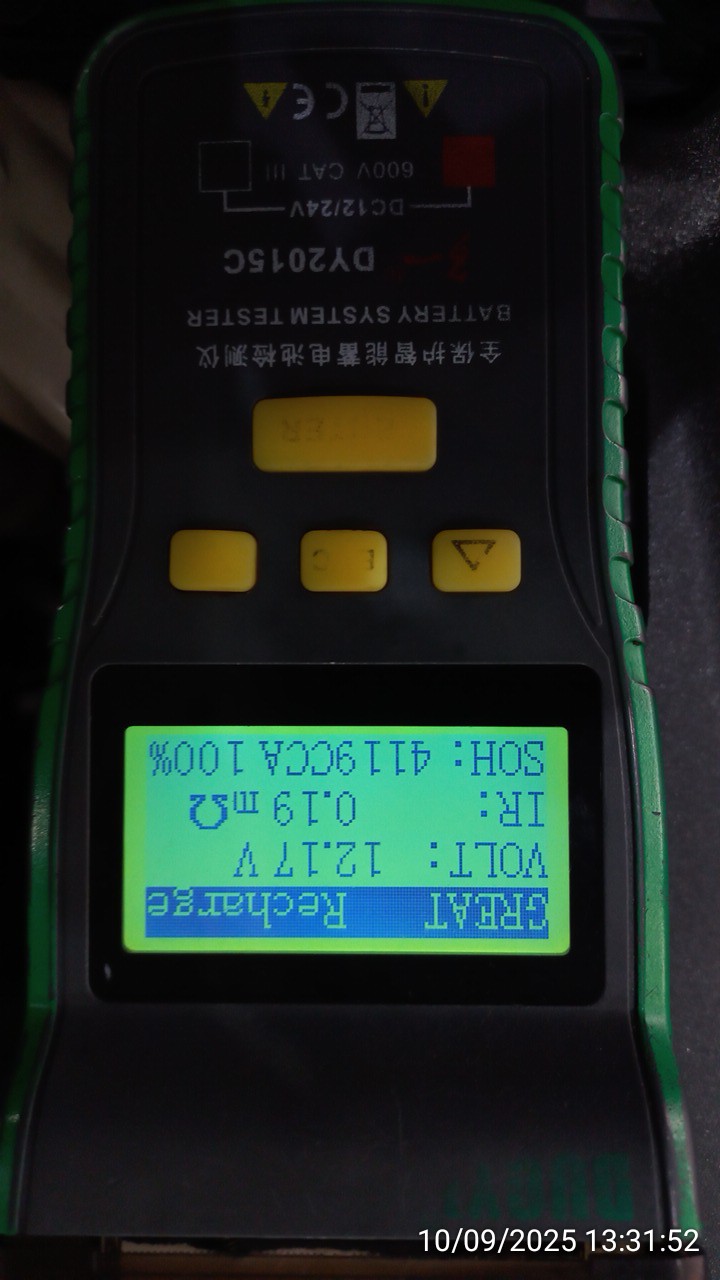 GREAT Recharge
VOLT: 12.17 V
IR: 0.19 mΩ
SOH: 4119CCA 100%
全保护智能蓄电池检测仪
BATTERY SYSTEM TESTER
DY2015C
DC12/24V
600V CAT III
CE
10/09/2025 13:31:52